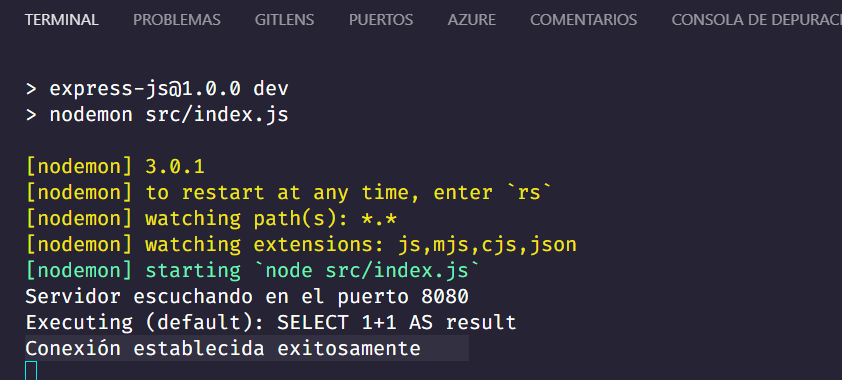 TERMINAL PROBLEMAS GITLENS PUERTOS AZURE COMENTARIOS CONSOLA DE DEPURACI
> express-js@1.0.0 dev
> nodemon src/index.js
[nodemon] 3.0.1
[nodemon] to restart at any time, enter `rs`
[nodemon] watching path(s): *.*
[nodemon] watching extensions: js,mjs,cjs,json
[nodemon] starting `node src/index.js`
Servidor escuchando en el puerto 8080
Executing (default): SELECT 1+1 AS result
Conexión establecida exitosamente